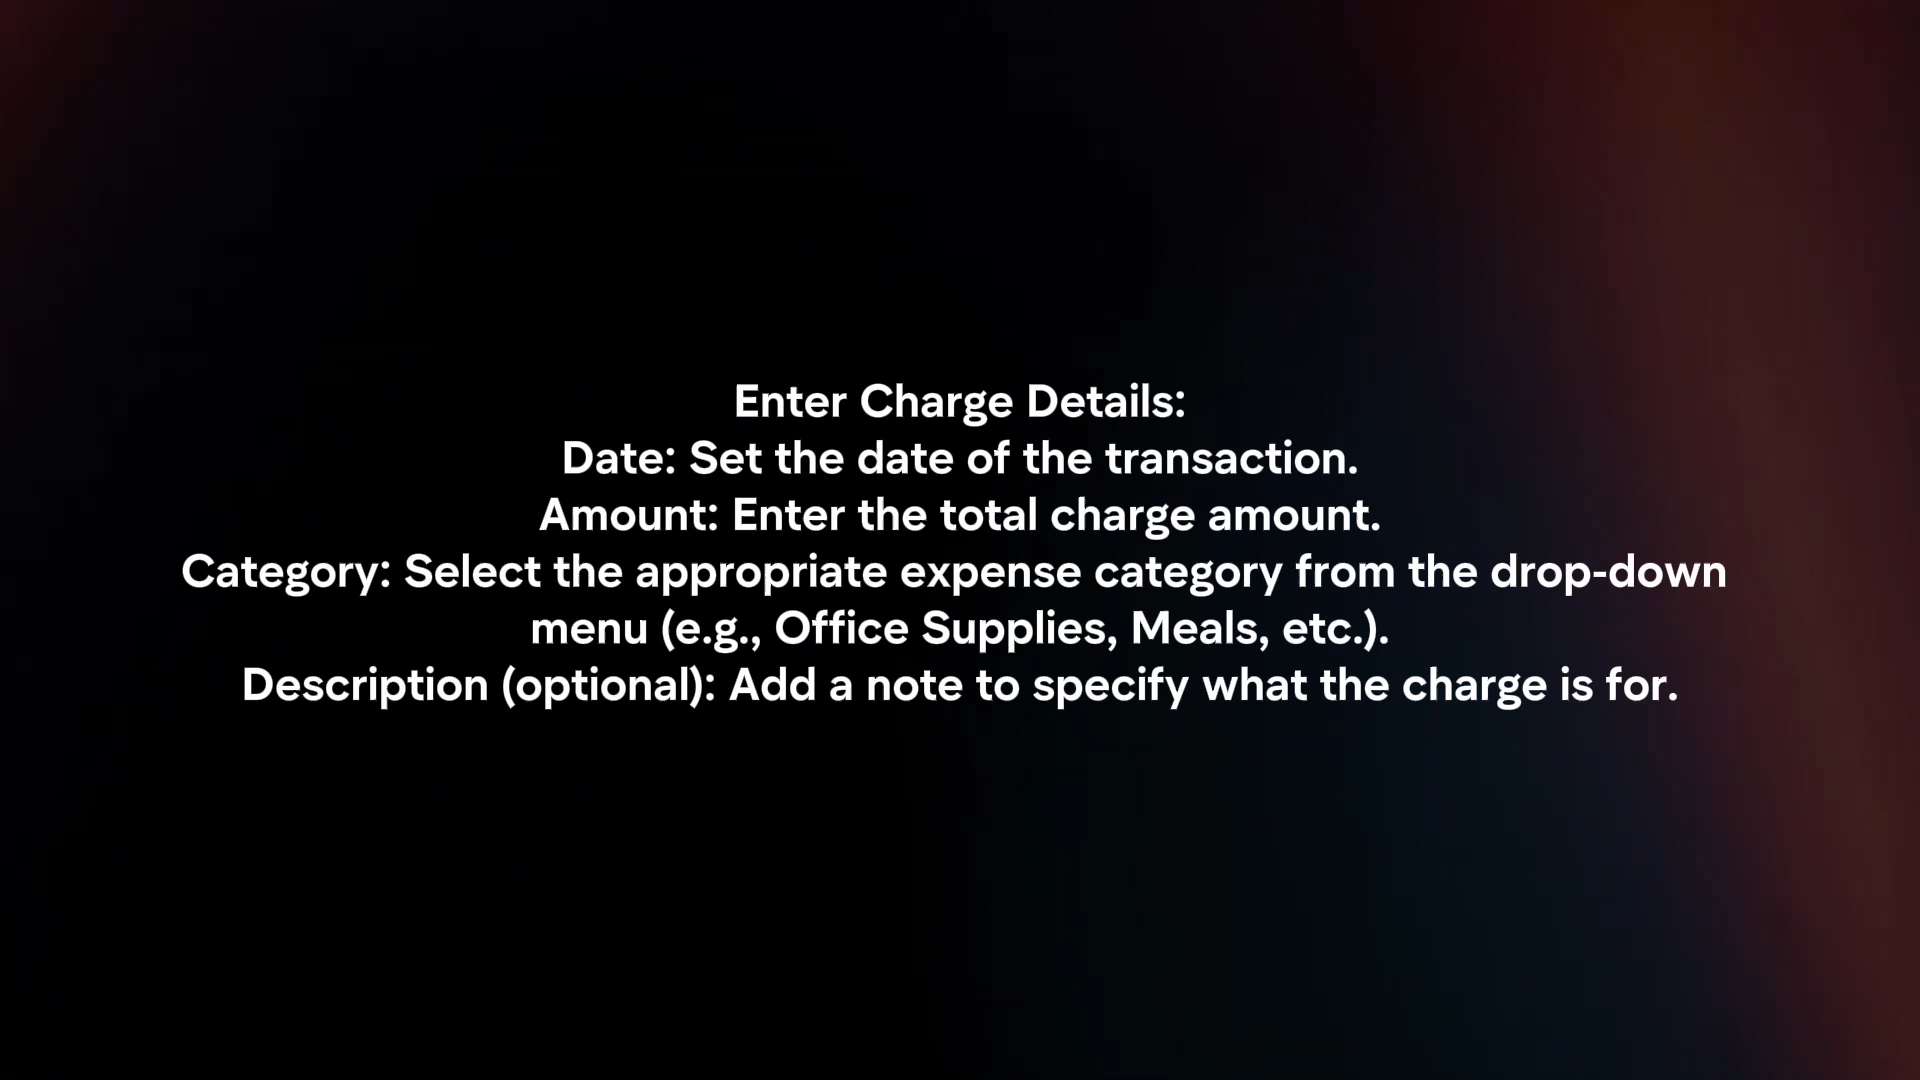 Enter Charge Details:
Date: Set the date of the transaction.
Amount: Enter the total charge amount.
Category: Select the appropriate expense category from the drop-down
menu (e.g., Office Supplies, Meals, etc.).
Description (optional): Add a note to specify what the charge is for.